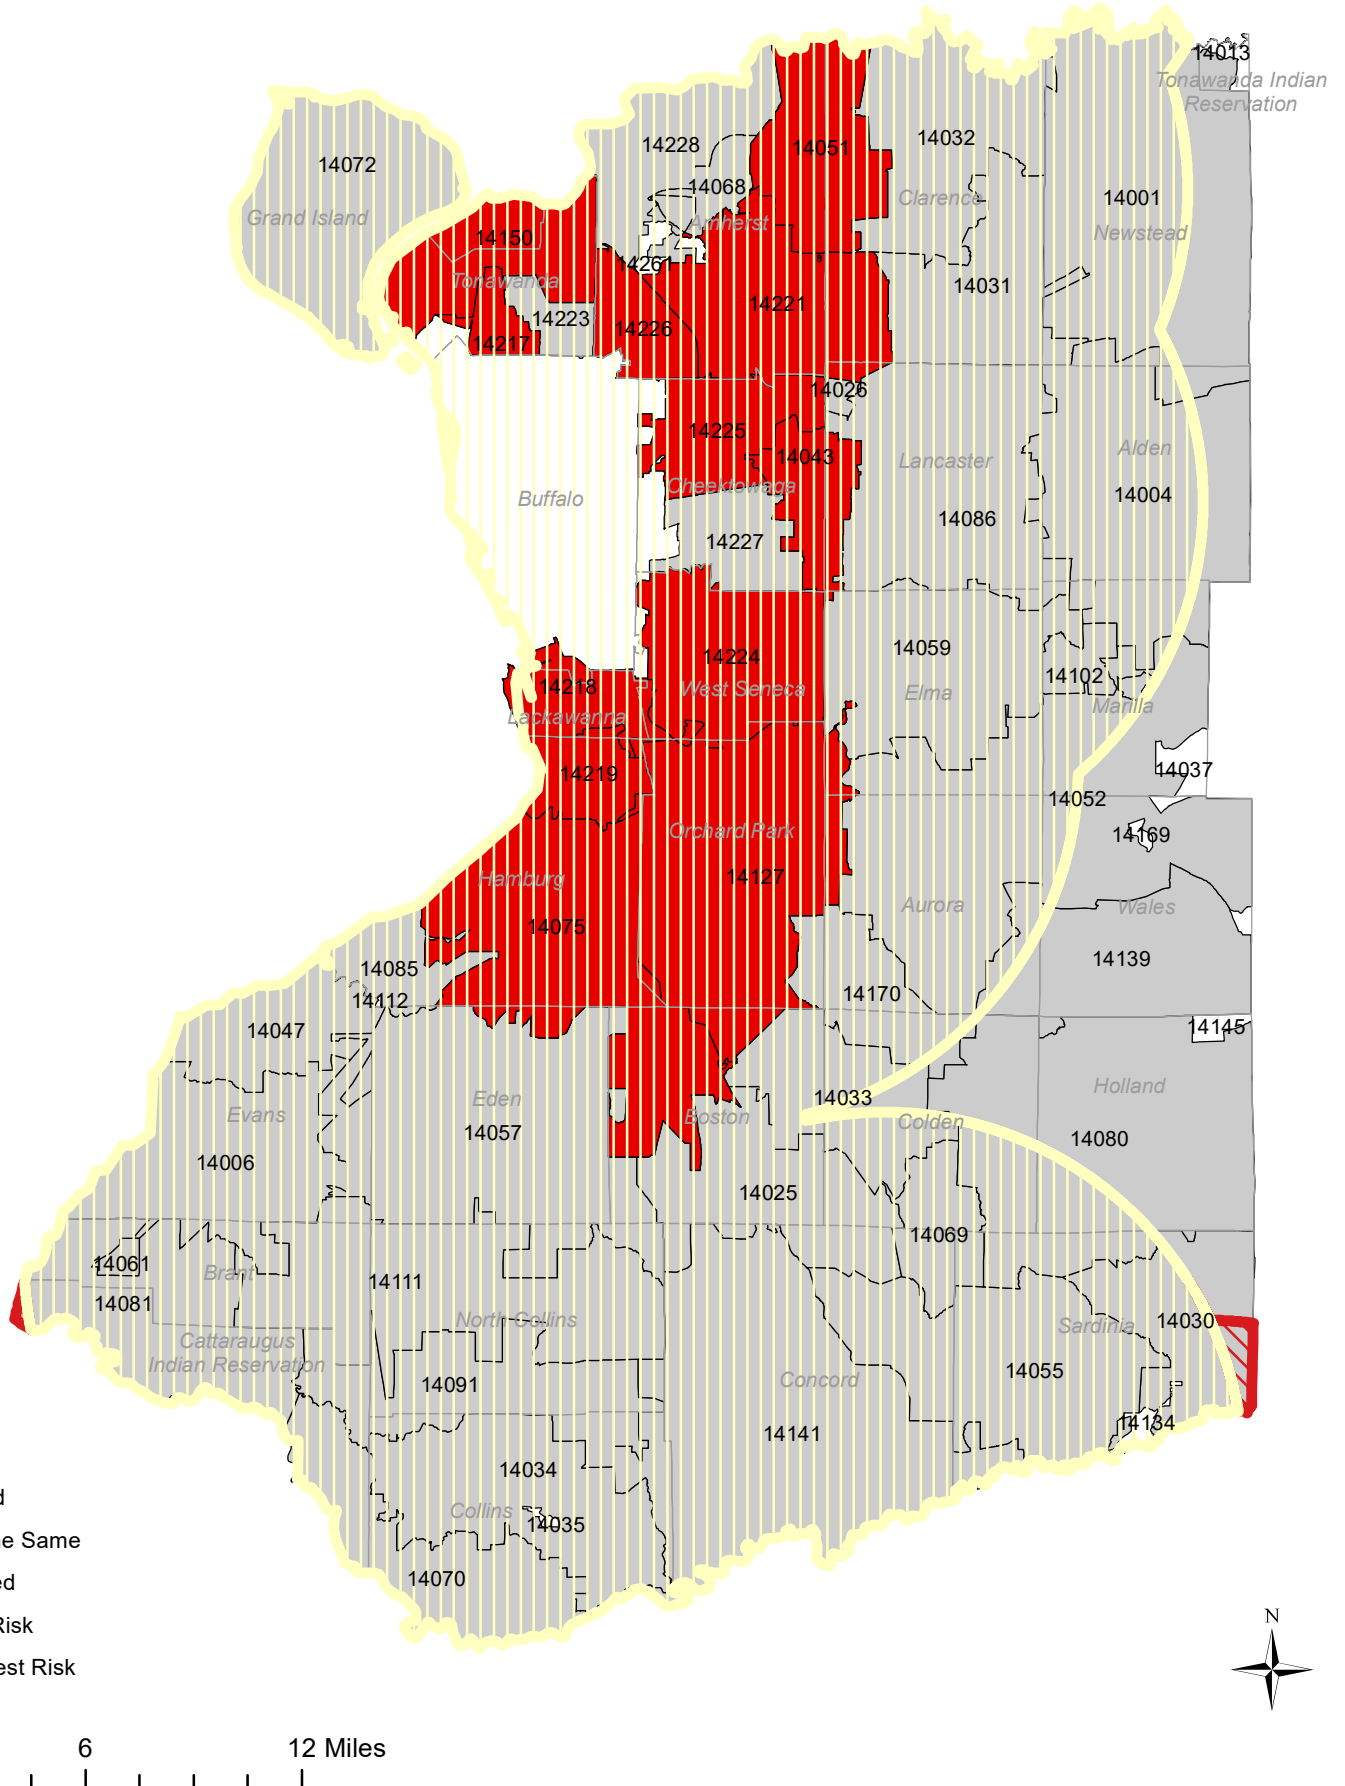 14013
Tonawanda Indian
Reservation
14228
14032
14051
14072
14068
14001
Clarence
Grand Island
Amherst
Newstead
14150
14261
Tonawanda
14031
14221
14223
14226
14217
14026
14225
Alden
14043
Lancaster
Cheektowaga
14004
Buffalo
14086
14227
14059
14224
14102
14218
West Seneca
Elma
Marilla
Lackawanna
14219
14037
14052
Orchard Park
14169
14127
Hamburg
Aurora
Wales
14075
14139
14085
14170
14112
14047
14145
Holland
14033
Eden
Evans
Boston
Colden
14057
14080
14006
14025
14069
14061
Brant
14111
14081
North Collins
14030
Sardinia
Cattaraugus
Indian Reservation
14055
Concord
14091
14134
14141
14034
d
Collins
14035
e Same
14070
ed
Risk
N
est Risk
6
12 Miles